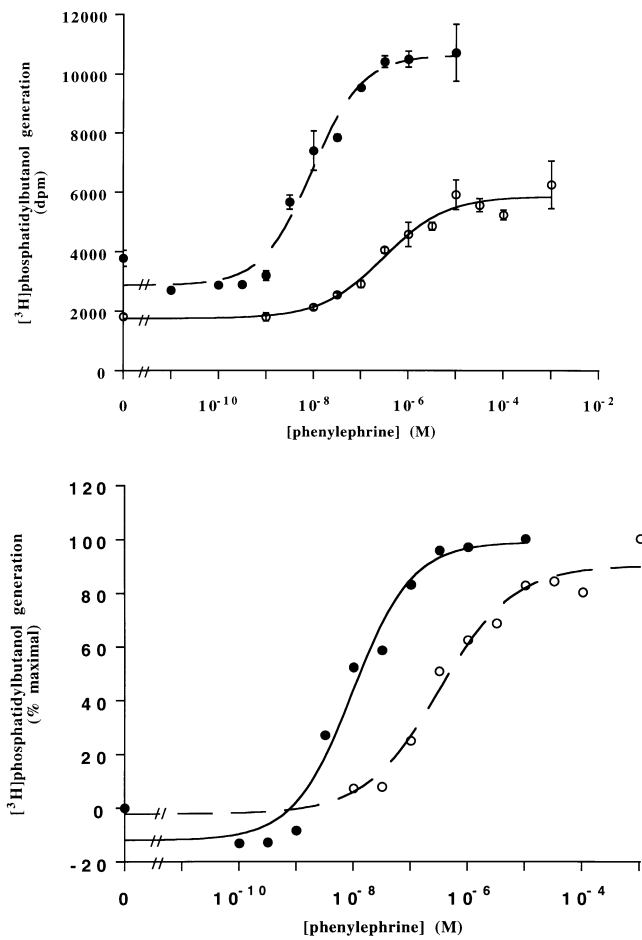 12000
10000
8000
6000
4000
2000
0
[³H]phosphatidylbutanol generation
(dpm)
0 10⁻¹⁰ 10⁻⁸ 10⁻⁶ 10⁻⁴ 10⁻²
[phenylephrine] (M)
120
100
80
60
40
20
0
-20
[³H]phosphatidylbutanol generation
(% maximal)
0 10⁻¹⁰ 10⁻⁸ 10⁻⁶ 10⁻⁴ 10⁻
[phenylephrine] (M)